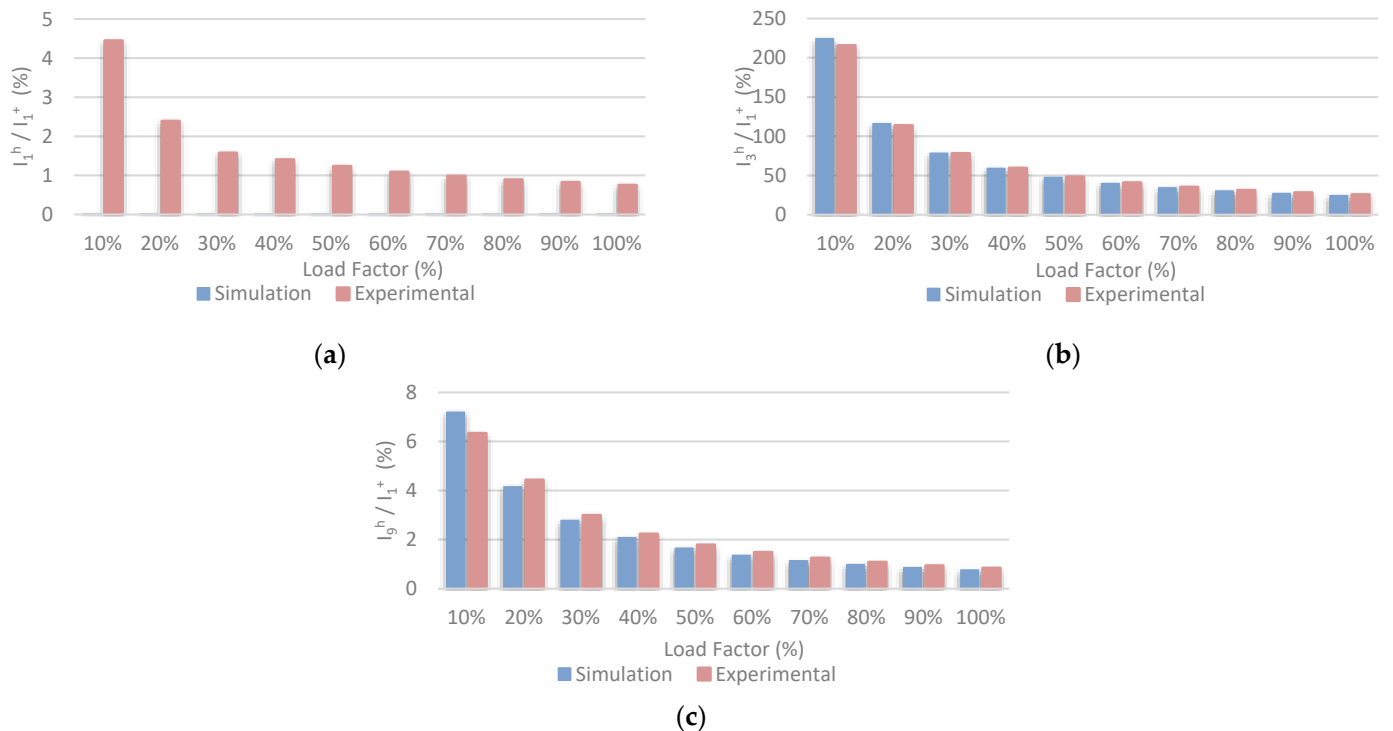 5
4
3
2
1
0
I₁ʰ / I₁⁺ (%)
10% 20% 30% 40% 50% 60% 70% 80% 90% 100%
Load Factor (%)
Simulation Experimental
(a)
250
200
150
100
50
0
I₃ʰ / I₁⁺ (%)
10% 20% 30% 40% 50% 60% 70% 80% 90% 100%
Load Factor (%)
Simulation Experimental
(b)
8
6
4
2
0
I₉ʰ / I₁⁺ (%)
10% 20% 30% 40% 50% 60% 70% 80% 90% 100%
Load Factor (%)
Simulation Experimental
(c)